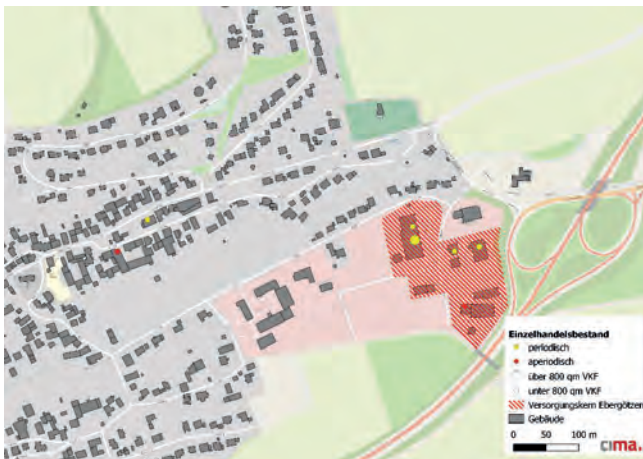 Einzelhandelsbestand
periodisch
aperiodisch
über 800 qm VKF
unter 800 qm VKF
Versorgungskern Ebergötzen
Gebäude
0 50 100 m
cima.